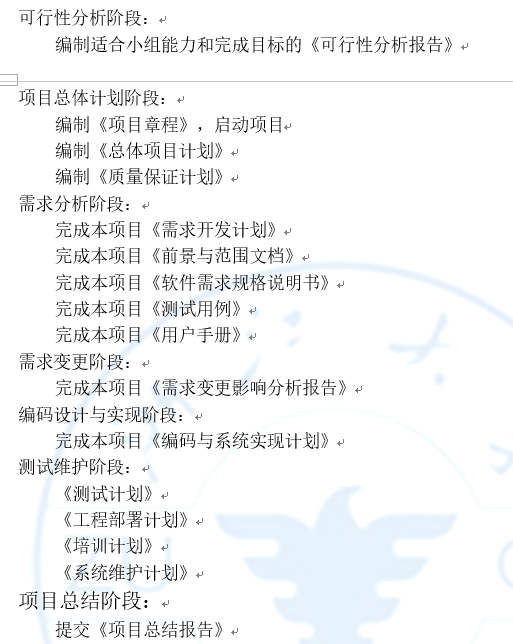 可行性分析阶段：
编制适合小组能力和完成目标的《可行性分析报告》
项目总体计划阶段：
编制《项目章程》，启动项目
编制《总体项目计划》
编制《质量保证计划》
需求分析阶段：
完成本项目《需求开发计划》
完成本项目《前景与范围文档》
完成本项目《软件需求规格说明书》
完成本项目《测试用例》
完成本项目《用户手册》
需求变更阶段：
完成本项目《需求变更影响分析报告》
编码设计与实现阶段：
完成本项目《编码与系统实现计划》
测试维护阶段：
《测试计划》
《工程部署计划》
《培训计划》
《系统维护计划》
项目总结阶段：
提交《项目总结报告》